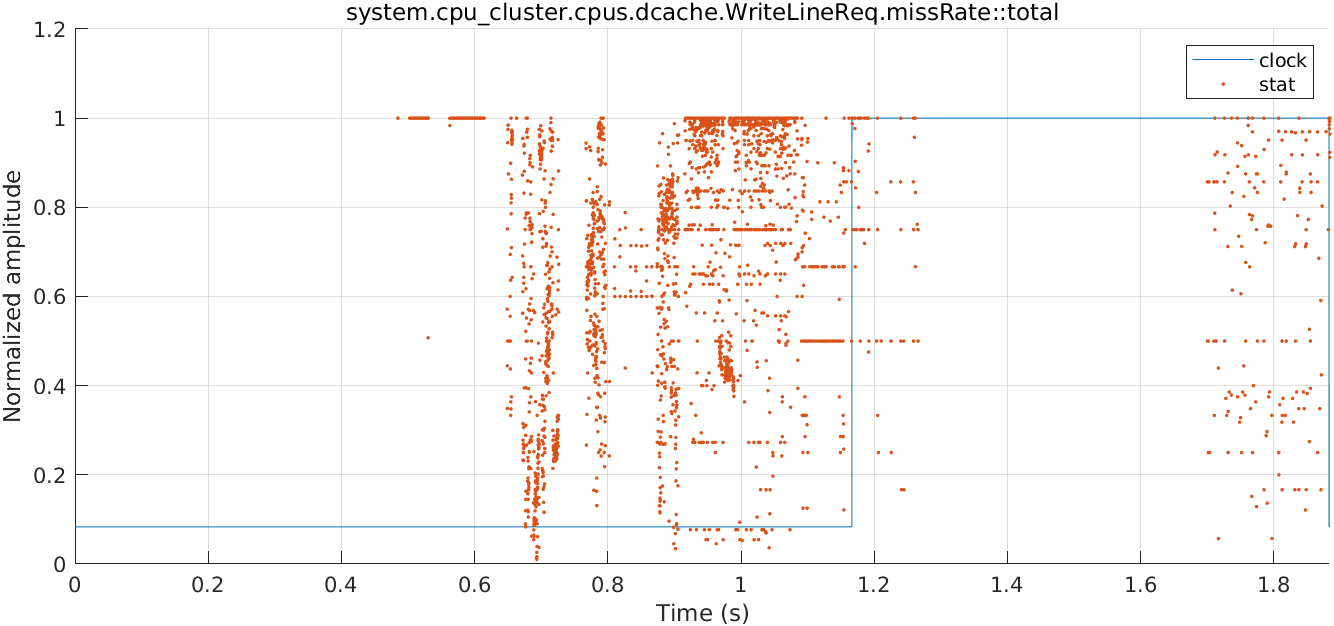 system.cpu_cluster.cpus.dcache.WriteLineReq.missRate::total
1.2
1
0.8
0.6
0.4
0.2
0
Normalized amplitude
clock
stat
0 0.2 0.4 0.6 0.8 1 1.2 1.4 1.6 1.8
Time (s)